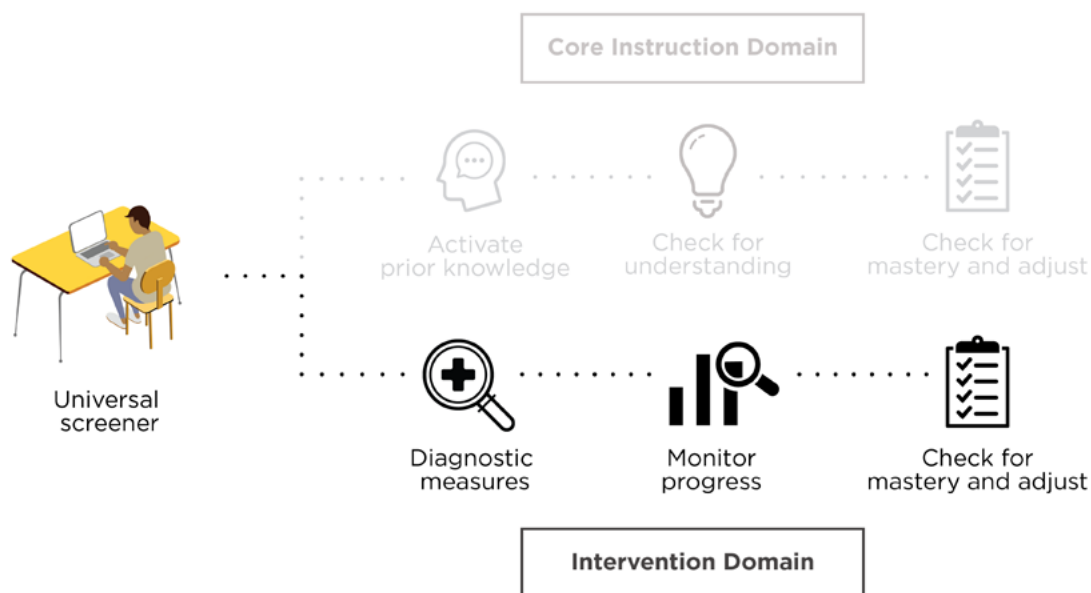 Core Instruction Domain
Activate
prior knowledge
Check for
understanding
Check for
mastery and adjust
Universal
screener
Diagnostic
measures
Monitor
progress
Check for
mastery and adjust
Intervention Domain